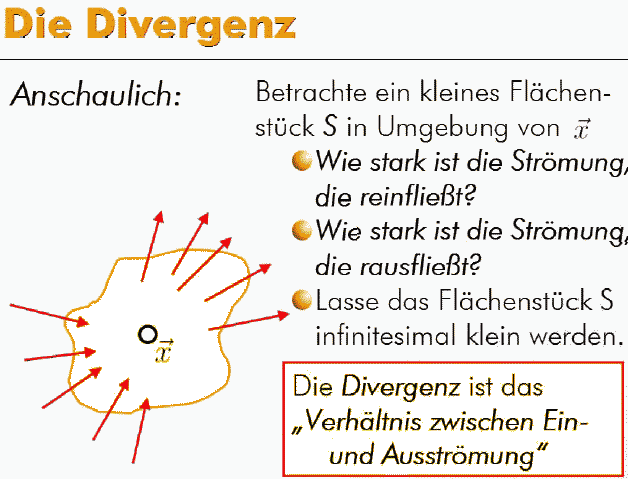 Die Divergenz
Anschaulich:
Betrachte ein kleines Flächen-
stück S in Umgebung von x⃗
Wie stark ist die Strömung,
die reinfließt?
Wie stark ist die Strömung,
die rausfließt?
Lasse das Flächenstück S
infinitesimal klein werden.
x⃗
Die Divergenz ist das
„Verhältnis zwischen Ein-
und Ausströmung“